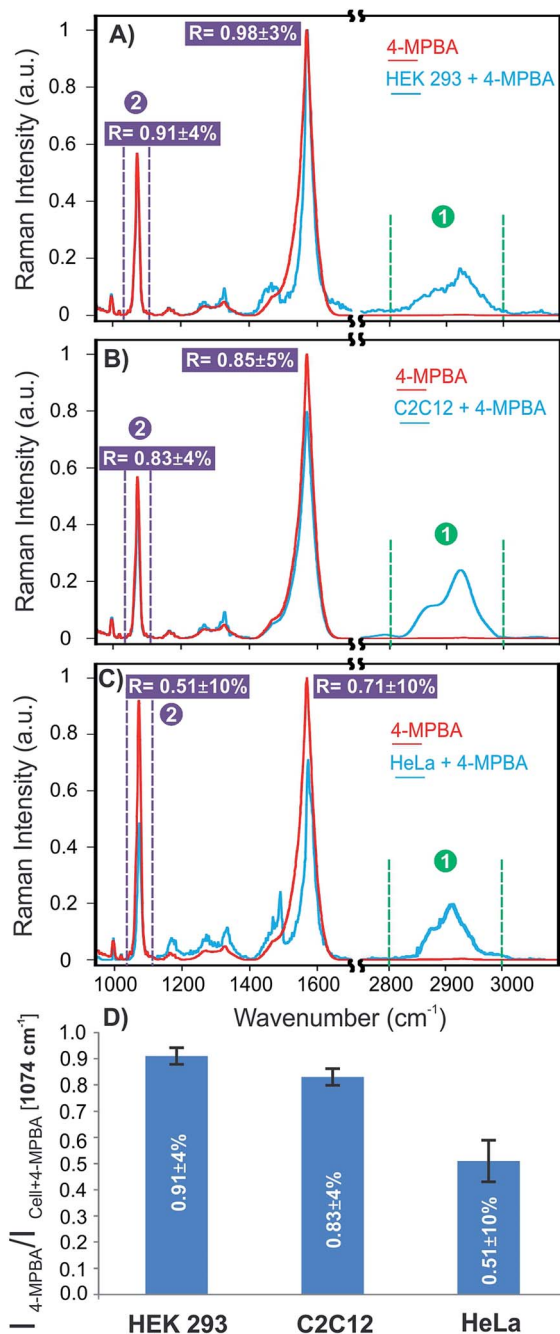 A)
R= 0.98±3%
4-MPBA
HEK 293 + 4-MPBA
2
R= 0.91±4%
1
Raman Intensity (a.u.)
1
0.8
0.6
0.4
0.2
0
B)
R= 0.85±5%
4-MPBA
C2C12 + 4-MPBA
2
R= 0.83±4%
1
Raman Intensity (a.u.)
1
0.8
0.6
0.4
0.2
0
C)
R= 0.51±10%
R= 0.71±10%
2
4-MPBA
HeLa + 4-MPBA
1
Raman Intensity (a.u.)
1
0.8
0.6
0.4
0.2
0
1000 1200 1400 1600 2800 2900 3000
Wavenumber (cm⁻¹)
D)
I 4-MPBA/I Cell+4-MPBA [1074 cm⁻¹]
1.0
0.9
0.8
0.7
0.6
0.5
0.4
0.3
0.2
0.1
0.0
0.91±4%
0.83±4%
0.51±10%
HEK 293 C2C12 HeLa